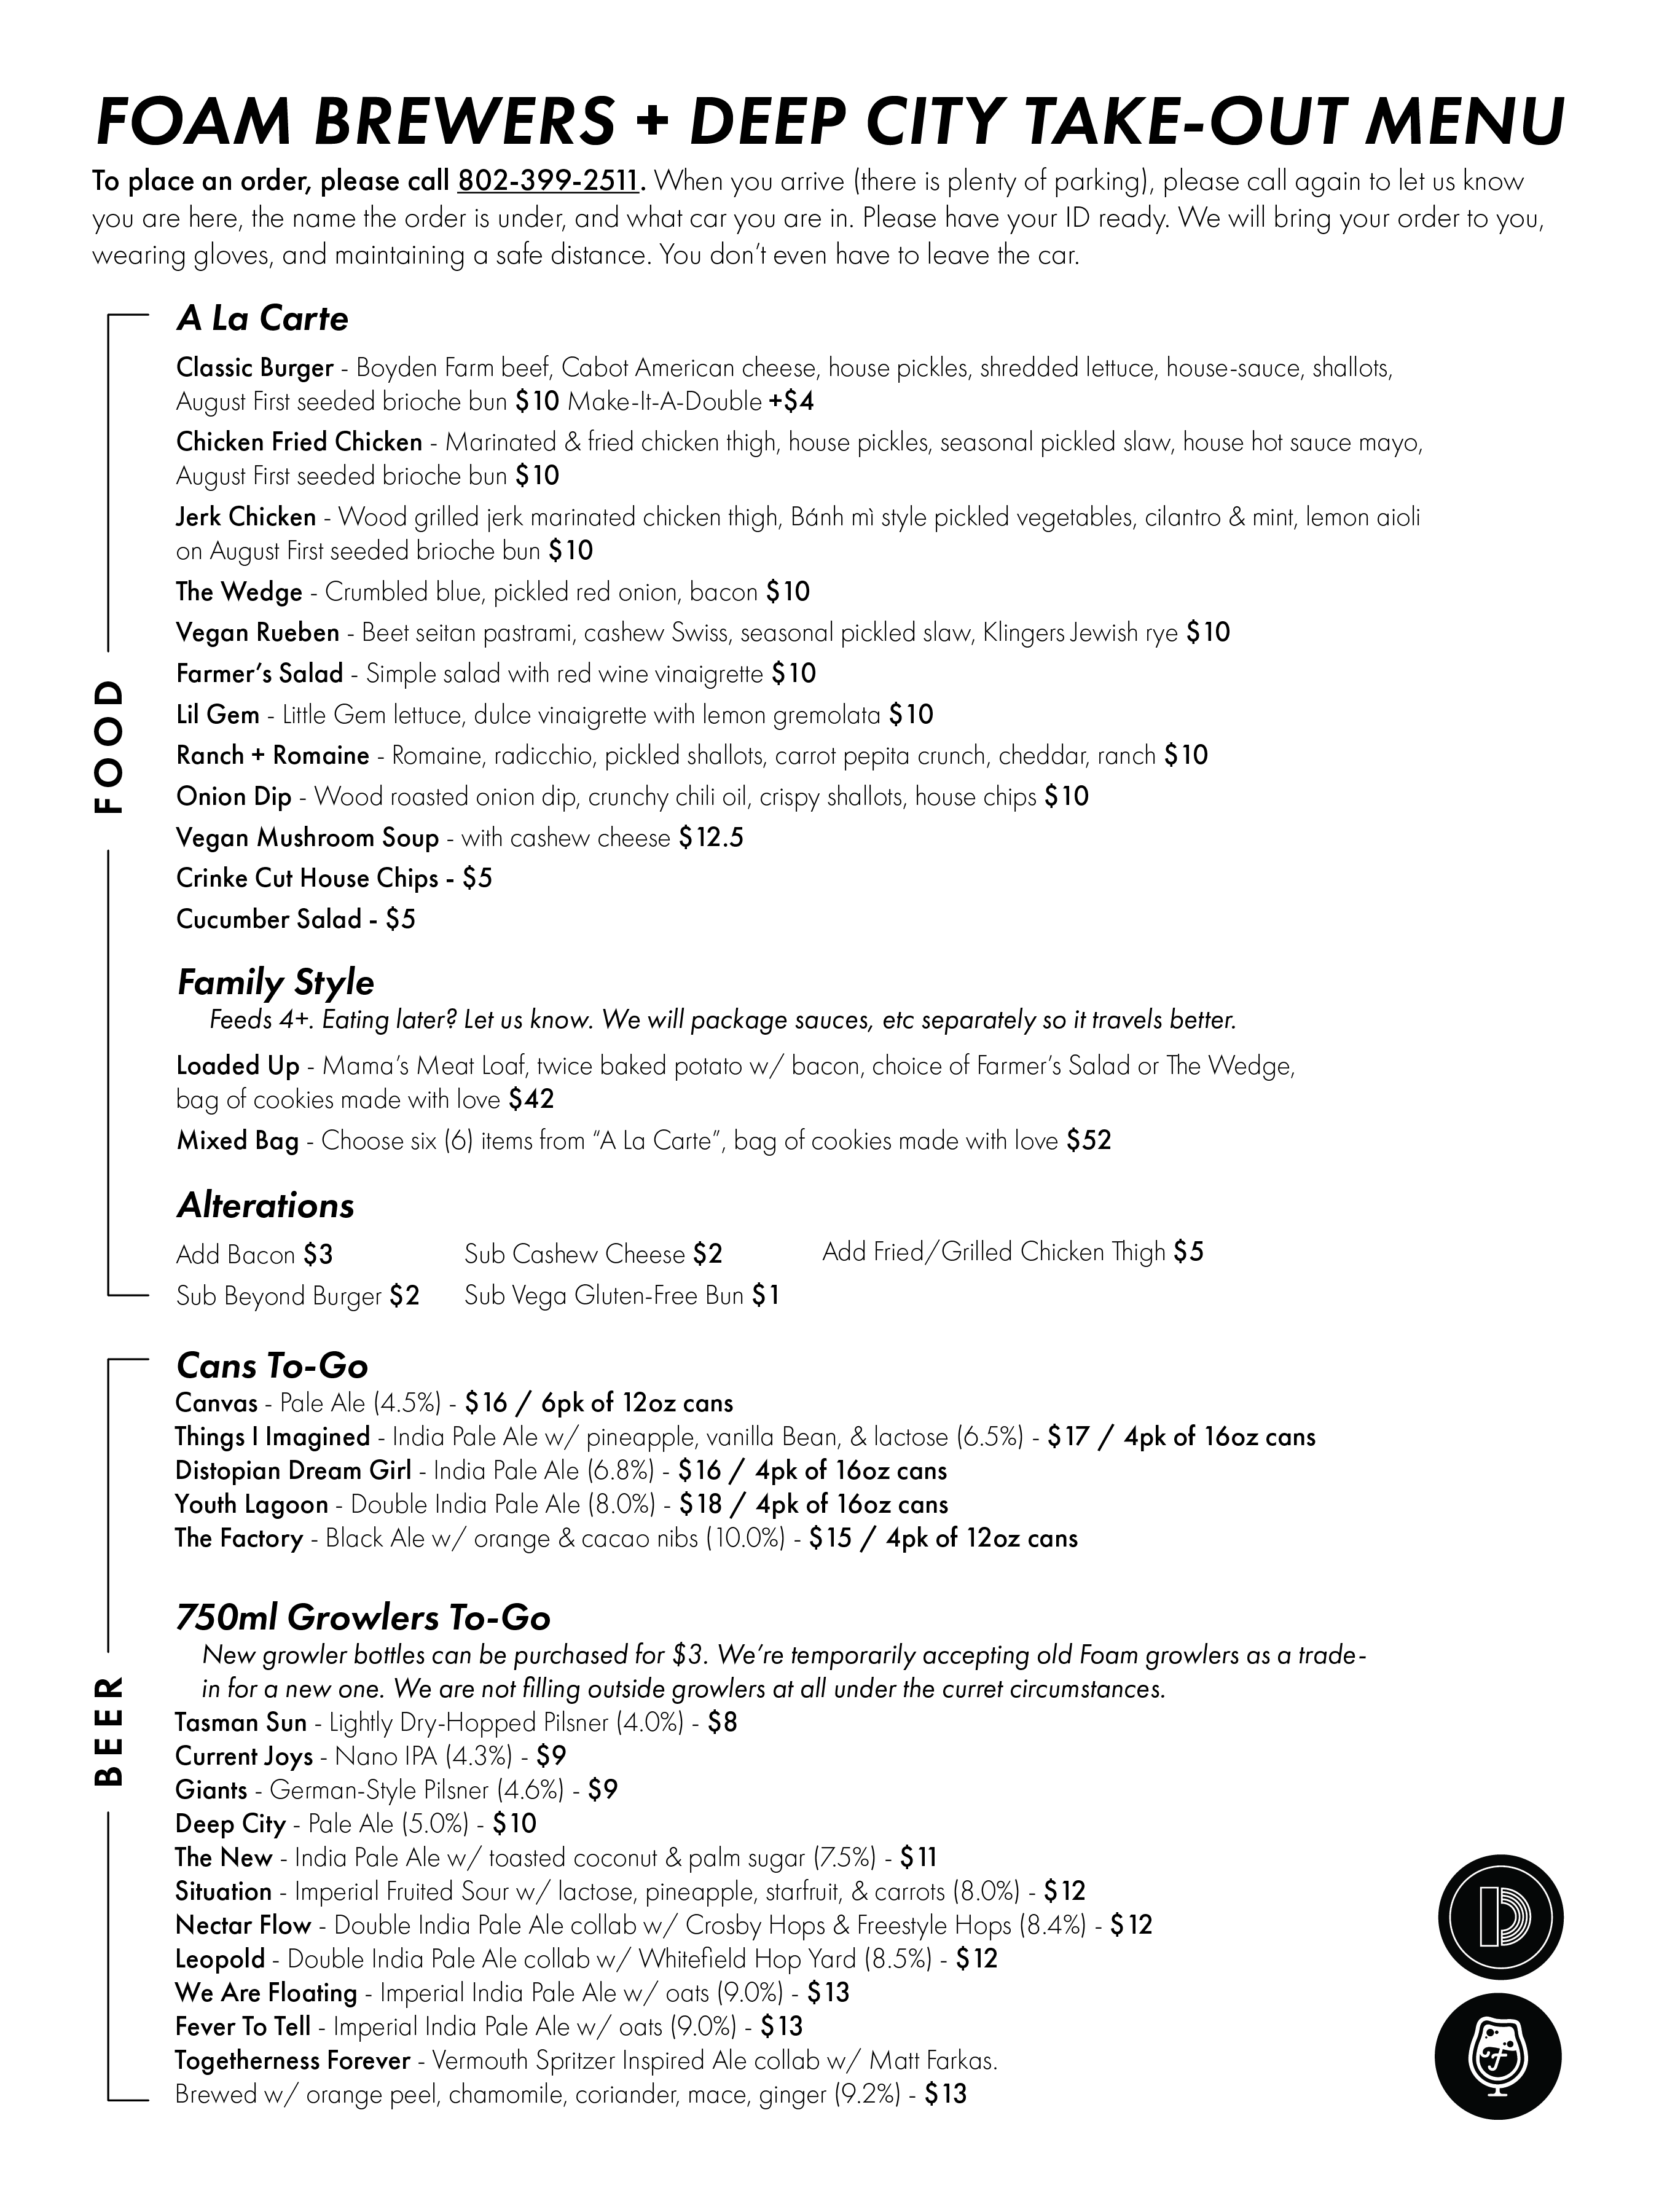 FOAM BREWERS + DEEP CITY TAKE-OUT MENU
To place an order, please call 802-399-2511. When you arrive (there is plenty of parking), please call again to let us know
you are here, the name the order is under, and what car you are in. Please have your ID ready. We will bring your order to you,
wearing gloves, and maintaining a safe distance. You don't even have to leave the car.
FOOD
A La Carte
Classic Burger - Boyden Farm beef, Cabot American cheese, house pickles, shredded lettuce, house-sauce, shallots,
August First seeded brioche bun $10 Make-It-A-Double +$4
Chicken Fried Chicken - Marinated & fried chicken thigh, house pickles, seasonal pickled slaw, house hot sauce mayo,
August First seeded brioche bun $10
Jerk Chicken - Wood grilled jerk marinated chicken thigh, Bánh mì style pickled vegetables, cilantro & mint, lemon aioli
on August First seeded brioche bun $10
The Wedge - Crumbled blue, pickled red onion, bacon $10
Vegan Rueben - Beet seitan pastrami, cashew Swiss, seasonal pickled slaw, Klingers Jewish rye $10
Farmer's Salad - Simple salad with red wine vinaigrette $10
Lil Gem - Little Gem lettuce, dulce vinaigrette with lemon gremolata $10
Ranch + Romaine - Romaine, radicchio, pickled shallots, carrot pepita crunch, cheddar, ranch $10
Onion Dip - Wood roasted onion dip, crunchy chili oil, crispy shallots, house chips $10
Vegan Mushroom Soup - with cashew cheese $12.5
Crinke Cut House Chips - $5
Cucumber Salad - $5
Family Style
Feeds 4+. Eating later? Let us know. We will package sauces, etc separately so it travels better.
Loaded Up - Mama's Meat Loaf, twice baked potato w/ bacon, choice of Farmer's Salad or The Wedge,
bag of cookies made with love $42
Mixed Bag - Choose six (6) items from "A La Carte", bag of cookies made with love $52
Alterations
Add Bacon $3 Sub Cashew Cheese $2 Add Fried/Grilled Chicken Thigh $5
Sub Beyond Burger $2 Sub Vega Gluten-Free Bun $1
BEER
Cans To-Go
Canvas - Pale Ale (4.5%) - $16 / 6pk of 12oz cans
Things I Imagined - India Pale Ale w/ pineapple, vanilla Bean, & lactose (6.5%) - $17 / 4pk of 16oz cans
Distopian Dream Girl - India Pale Ale (6.8%) - $16 / 4pk of 16oz cans
Youth Lagoon - Double India Pale Ale (8.0%) - $18 / 4pk of 16oz cans
The Factory - Black Ale w/ orange & cacao nibs (10.0%) - $15 / 4pk of 12oz cans
750ml Growlers To-Go
New growler bottles can be purchased for $3. We're temporarily accepting old Foam growlers as a trade-
in for a new one. We are not filling outside growlers at all under the curret circumstances.
Tasman Sun - Lightly Dry-Hopped Pilsner (4.0%) - $8
Current Joys - Nano IPA (4.3%) - $9
Giants - German-Style Pilsner (4.6%) - $9
Deep City - Pale Ale (5.0%) - $10
The New - India Pale Ale w/ toasted coconut & palm sugar (7.5%) - $11
Situation - Imperial Fruited Sour w/ lactose, pineapple, starfruit, & carrots (8.0%) - $12
Nectar Flow - Double India Pale Ale collab w/ Crosby Hops & Freestyle Hops (8.4%) - $12
Leopold - Double India Pale Ale collab w/ Whitefield Hop Yard (8.5%) - $12
We Are Floating - Imperial India Pale Ale w/ oats (9.0%) - $13
Fever To Tell - Imperial India Pale Ale w/ oats (9.0%) - $13
Togetherness Forever - Vermouth Spritzer Inspired Ale collab w/ Matt Farkas.
Brewed w/ orange peel, chamomile, coriander, mace, ginger (9.2%) - $13
D
F